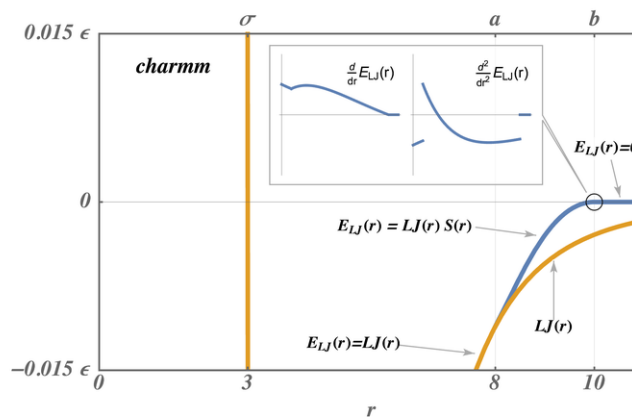 σ a b
0.015 ϵ
charmm
d/dr E_LJ(r)
d²/dr² E_LJ(r)
E_LJ(r)=
0
E_LJ(r) = LJ(r) S(r)
LJ(r)
E_LJ(r)=LJ(r)
−0.015 ϵ
0 3 8 10
r